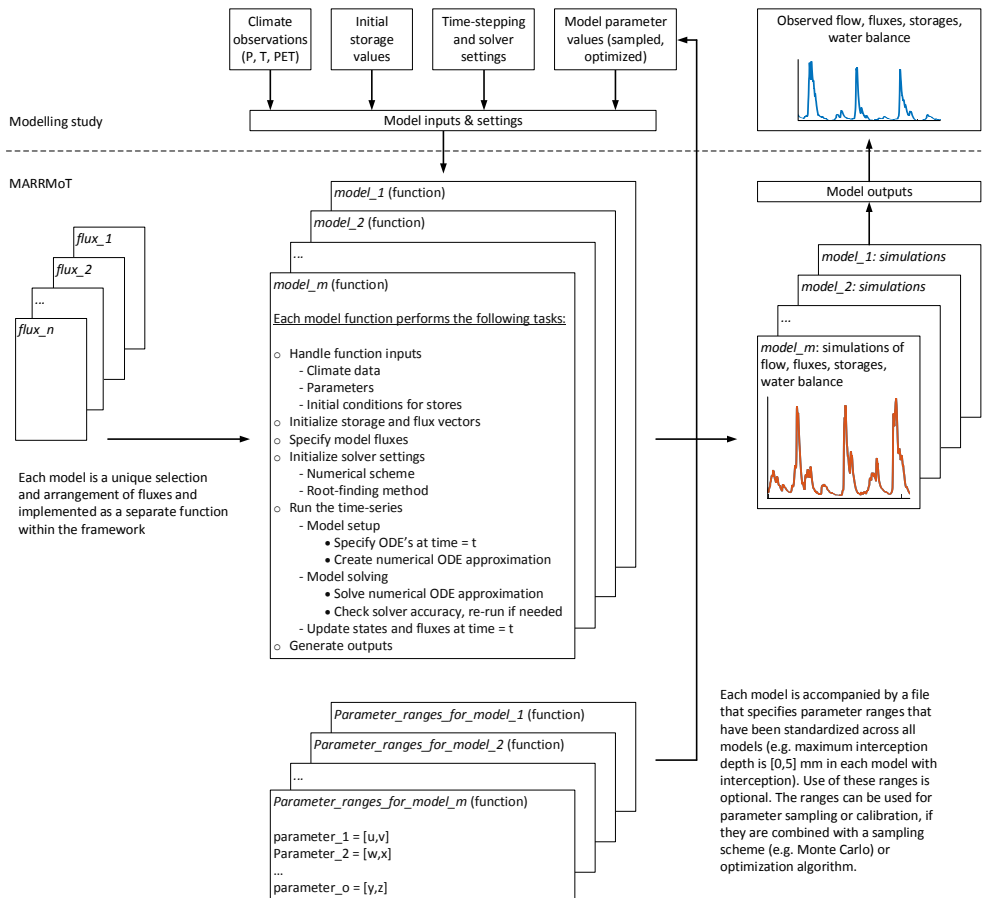 Climate
observations
(P, T, PET)
Initial
storage
values
Time-stepping
and solver
settings
Model parameter
values (sampled,
optimized)
Observed flow, fluxes, storages,
water balance
Model inputs & settings
Modelling study
MARRMoT
Model outputs
flux_1
flux_2
...
flux_n
Each model is a unique selection
and arrangement of fluxes and
implemented as a separate function
within the framework
model_1 (function)
model_2 (function)
...
model_m (function)
Each model function performs the following tasks:
○ Handle function inputs
- Climate data
- Parameters
- Initial conditions for stores
○ Initialize storage and flux vectors
○ Specify model fluxes
○ Initialize solver settings
- Numerical scheme
- Root-finding method
○ Run the time-series
- Model setup
• Specify ODE's at time = t
• Create numerical ODE approximation
- Model solving
• Solve numerical ODE approximation
• Check solver accuracy, re-run if needed
- Update states and fluxes at time = t
○ Generate outputs
model_1: simulations
model_2: simulations
...
model_m: simulations of
flow, fluxes, storages,
water balance
Parameter_ranges_for_model_1 (function)
Parameter_ranges_for_model_2 (function)
...
Parameter_ranges_for_model_m (function)
parameter_1 = [u,v]
Parameter_2 = [w,x]
...
parameter_o = [y,z]
Each model is accompanied by a file
that specifies parameter ranges that
have been standardized across all
models (e.g. maximum interception
depth is [0,5] mm in each model with
interception). Use of these ranges is
optional. The ranges can be used for
parameter sampling or calibration, if
they are combined with a sampling
scheme (e.g. Monte Carlo) or
optimization algorithm.